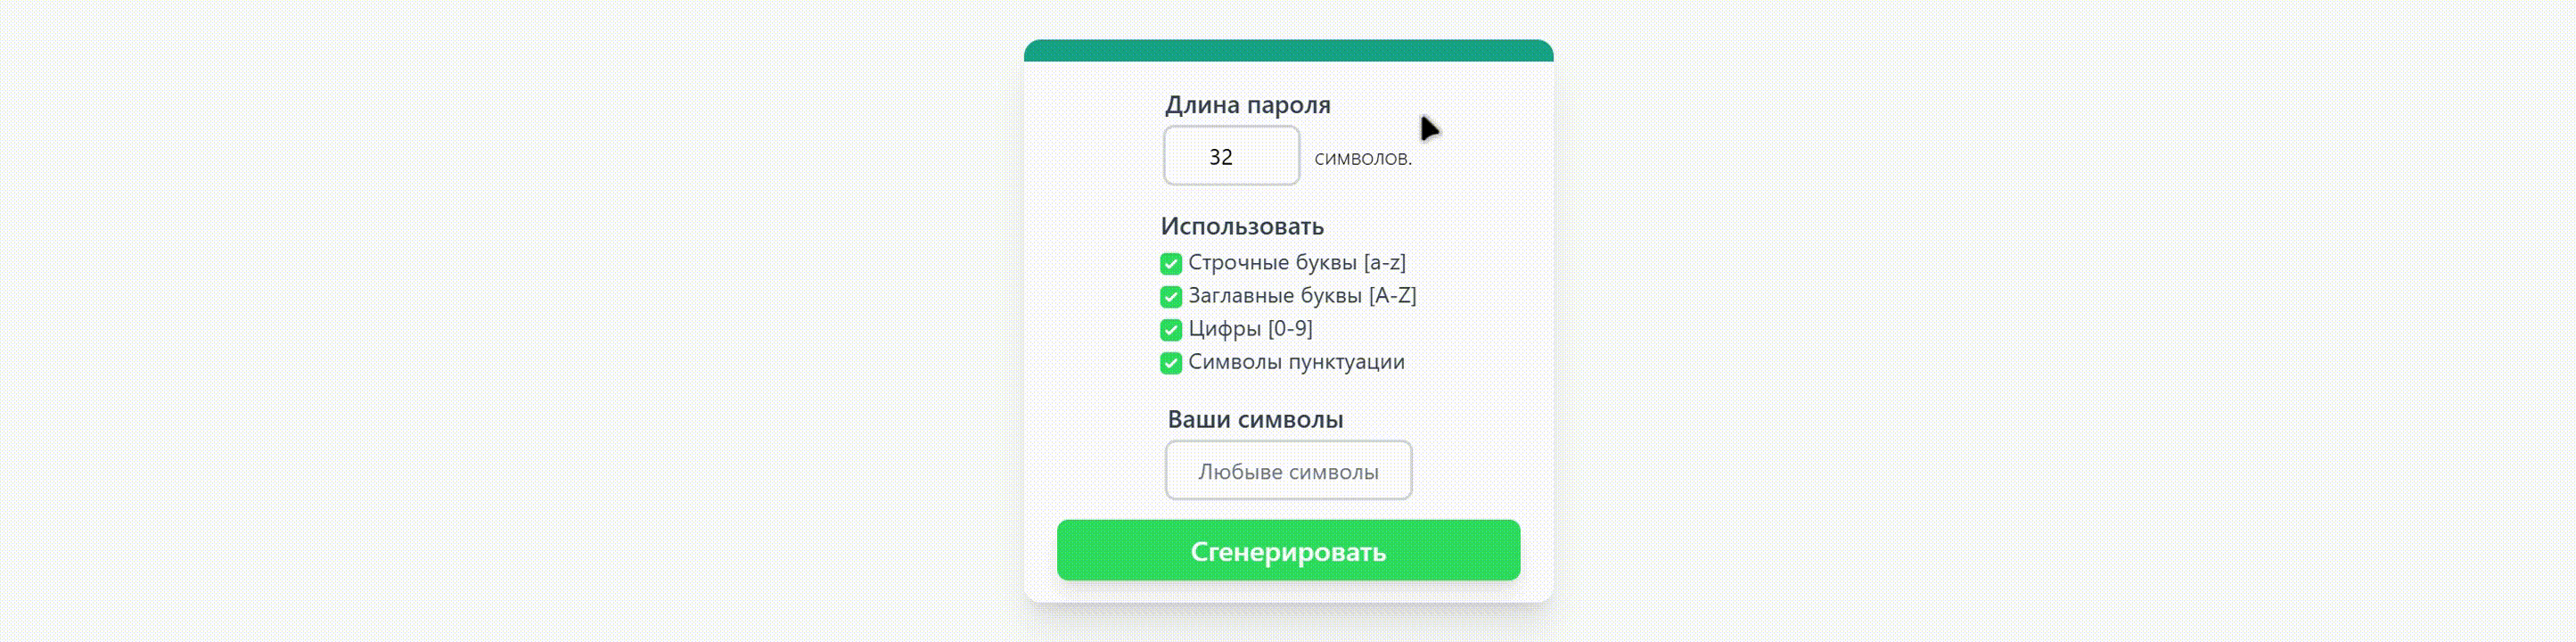 Длина пароля
32 символов.
Использовать
Строчные буквы [a-z]
Заглавные буквы [A-Z]
Цифры [0-9]
Символы пунктуации
Ваши символы
Любыве символы
Сгенерировать